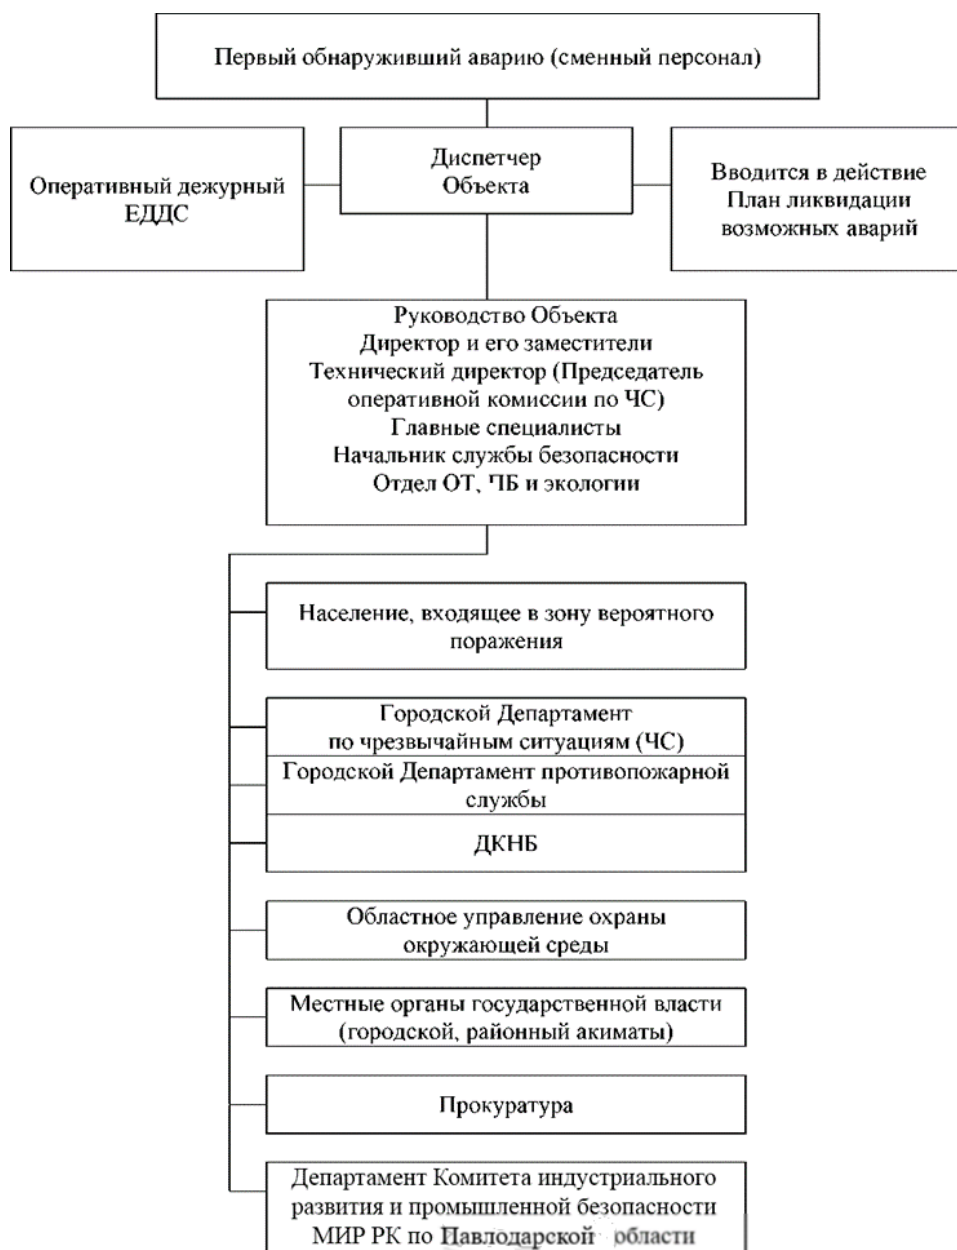 Первый обнаруживший аварию (сменный персонал)
Оперативный дежурный
ЕДДС
Диспетчер
Объекта
Вводится в действие
План ликвидации
возможных аварий
Руководство Объекта
Директор и его заместители
Технический директор (Председатель
оперативной комиссии по ЧС)
Главные специалисты
Начальник службы безопасности
Отдел ОТ, ПБ и экологии
Население, входящее в зону вероятного
поражения
Городской Департамент
по чрезвычайным ситуациям (ЧС)
Городской Департамент противопожарной
службы
ДКНБ
Областное управление охраны
окружающей среды
Местные органы государственной власти
(городской, районный акиматы)
Прокуратура
Департамент Комитета индустриального
развития и промышленной безопасности
МИР РК по Павлодарской области